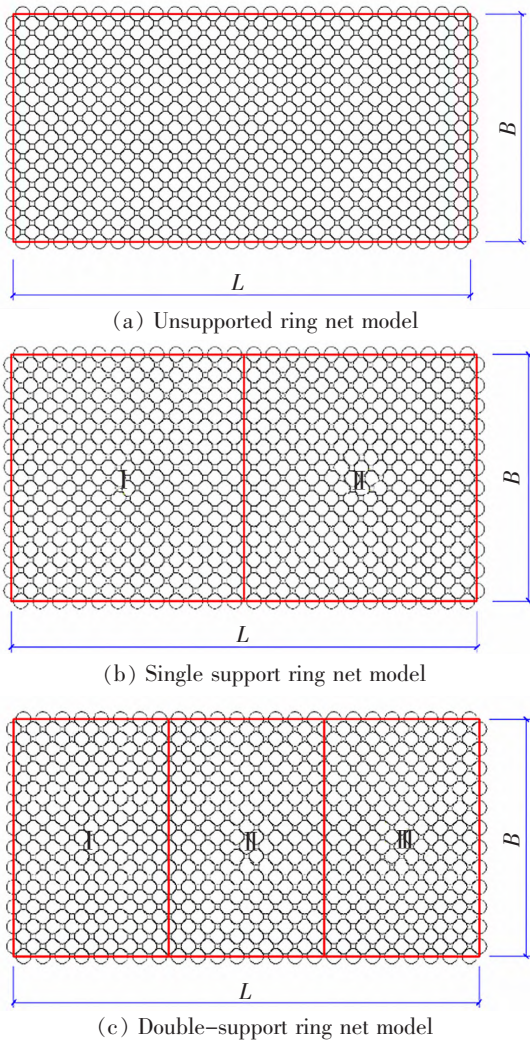 B
L
(a) Unsupported ring net model
Ⅰ Ⅱ
B
L
(b) Single support ring net model
Ⅰ Ⅱ Ⅲ
B
L
(c) Double-support ring net model